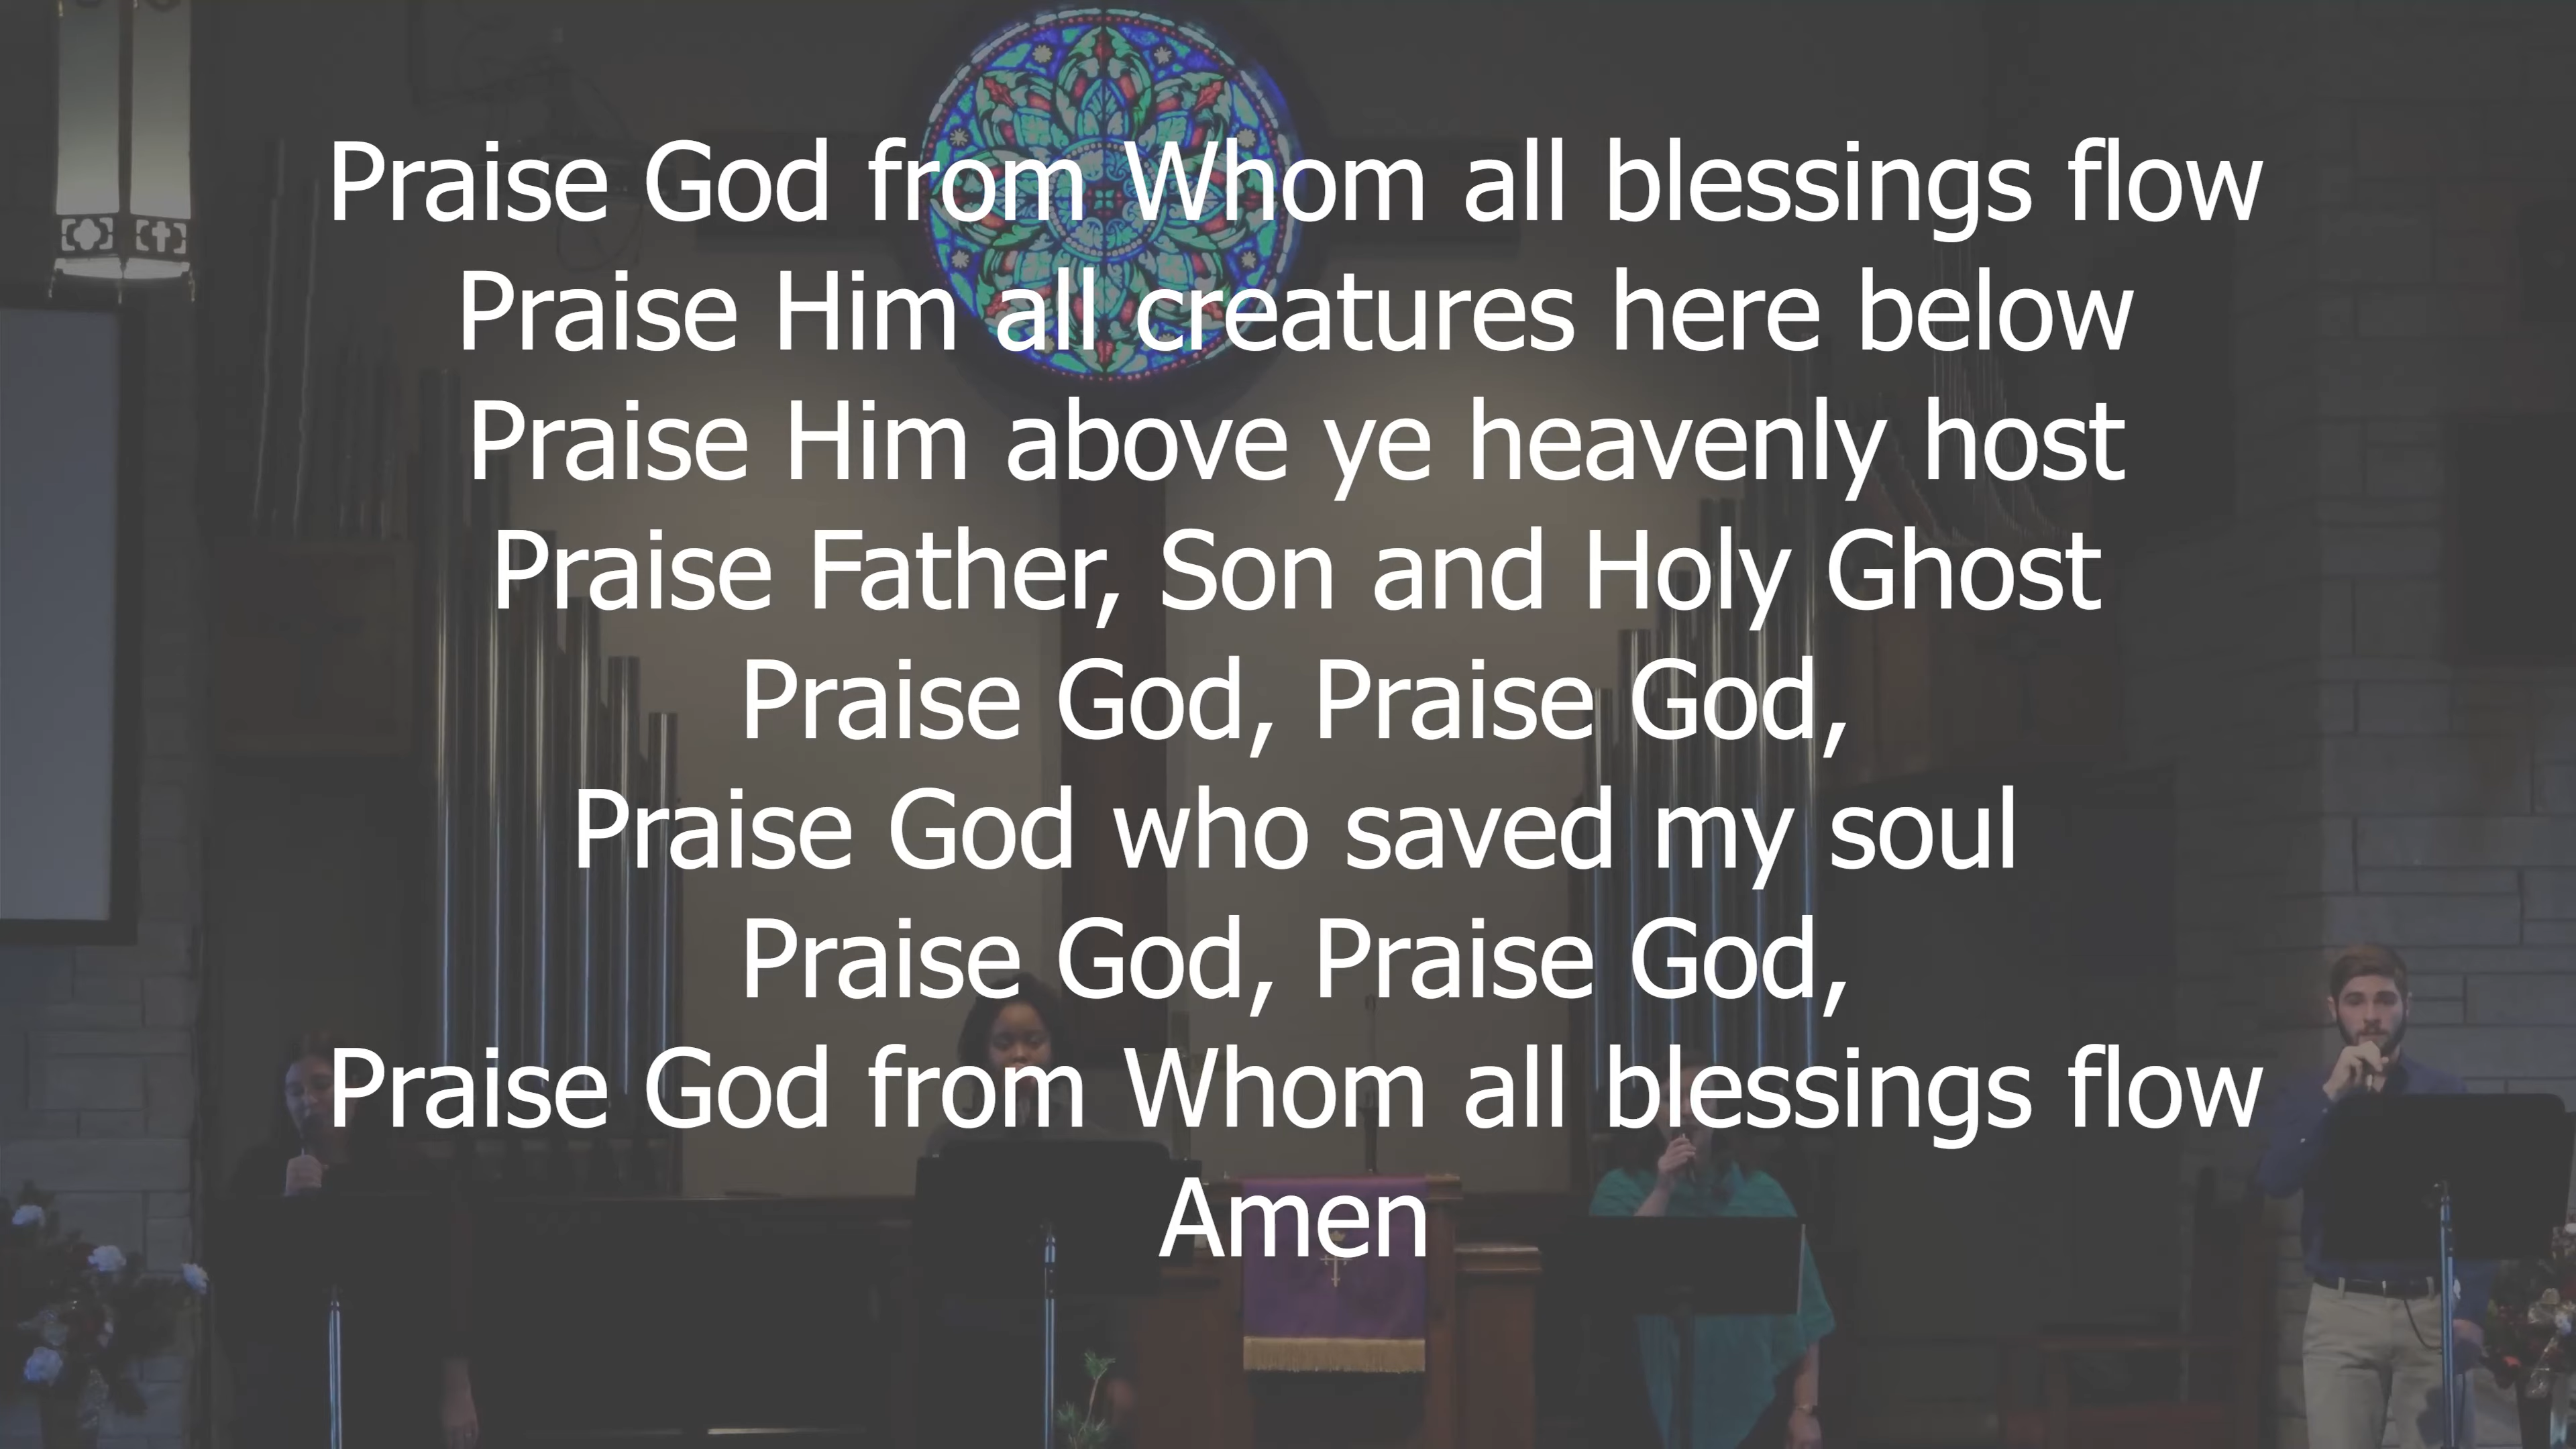 Praise God from Whom all blessings flow
Praise Him all creatures here below
Praise Him above ye heavenly host
Praise Father, Son and Holy Ghost
Praise God, Praise God,
Praise God who saved my soul
Praise God, Praise God,
Praise God from Whom all blessings flow
Amen